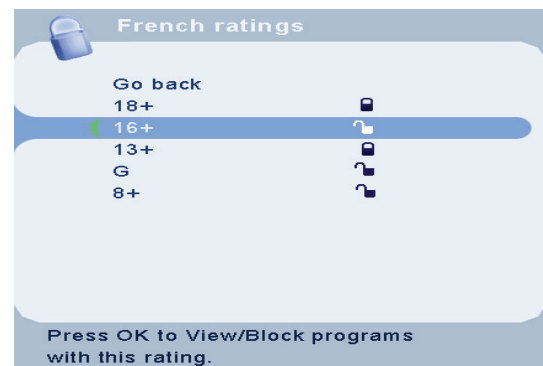 French ratings
Go back
18+
16+
13+
G
8+
Press OK to View/Block programs
with this rating.